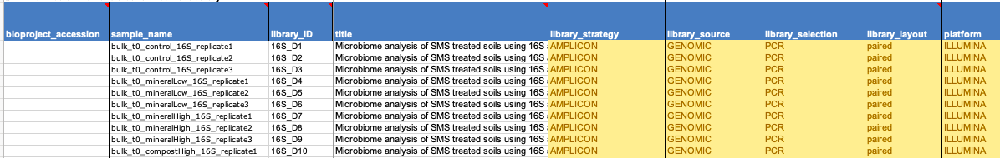 bioproject_accession sample_name library_ID title library_strategy library_source library_selection library_layout platform
bulk_t0_control_16S_replicate1 16S_D1 Microbiome analysis of SMS treated soils using 16S AMPLICON GENOMIC PCR paired ILLUMINA
bulk_t0_control_16S_replicate2 16S_D2 Microbiome analysis of SMS treated soils using 16S AMPLICON GENOMIC PCR paired ILLUMINA
bulk_t0_control_16S_replicate3 16S_D3 Microbiome analysis of SMS treated soils using 16S AMPLICON GENOMIC PCR paired ILLUMINA
bulk_t0_mineralLow_16S_replicate1 16S_D4 Microbiome analysis of SMS treated soils using 16S AMPLICON GENOMIC PCR paired ILLUMINA
bulk_t0_mineralLow_16S_replicate2 16S_D5 Microbiome analysis of SMS treated soils using 16S AMPLICON GENOMIC PCR paired ILLUMINA
bulk_t0_mineralLow_16S_replicate3 16S_D6 Microbiome analysis of SMS treated soils using 16S AMPLICON GENOMIC PCR paired ILLUMINA
bulk_t0_mineralHigh_16S_replicate1 16S_D7 Microbiome analysis of SMS treated soils using 16S AMPLICON GENOMIC PCR paired ILLUMINA
bulk_t0_mineralHigh_16S_replicate2 16S_D8 Microbiome analysis of SMS treated soils using 16S AMPLICON GENOMIC PCR paired ILLUMINA
bulk_t0_mineralHigh_16S_replicate3 16S_D9 Microbiome analysis of SMS treated soils using 16S AMPLICON GENOMIC PCR paired ILLUMINA
bulk_t0_compostHigh_16S_replicate1 16S_D10 Microbiome analysis of SMS treated soils using 16S AMPLICON GENOMIC PCR paired ILLUMINA